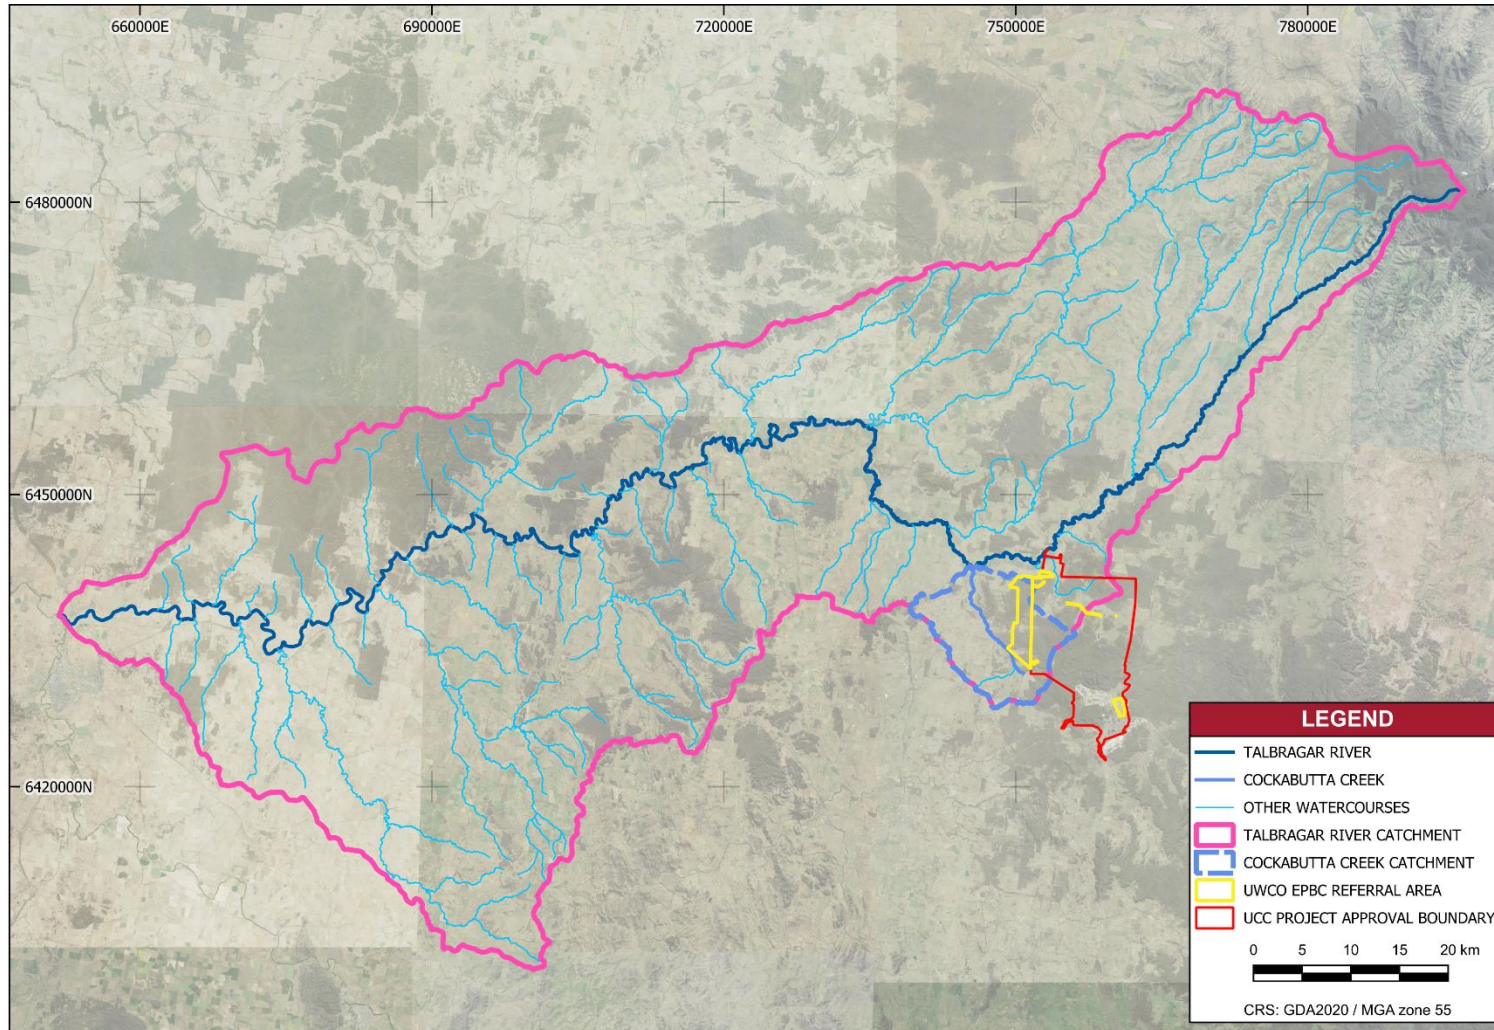 660000E 690000E 720000E 750000E 780000E
6480000N
6450000N
6420000N
LEGEND
TALBRAGAR RIVER
COCKABUTTA CREEK
OTHER WATERCOURSES
TALBRAGAR RIVER CATCHMENT
COCKABUTTA CREEK CATCHMENT
UWCO EPBC REFERRAL AREA
UCC PROJECT APPROVAL BOUNDARY
0 5 10 15 20 km
CRS: GDA2020 / MGA zone 55